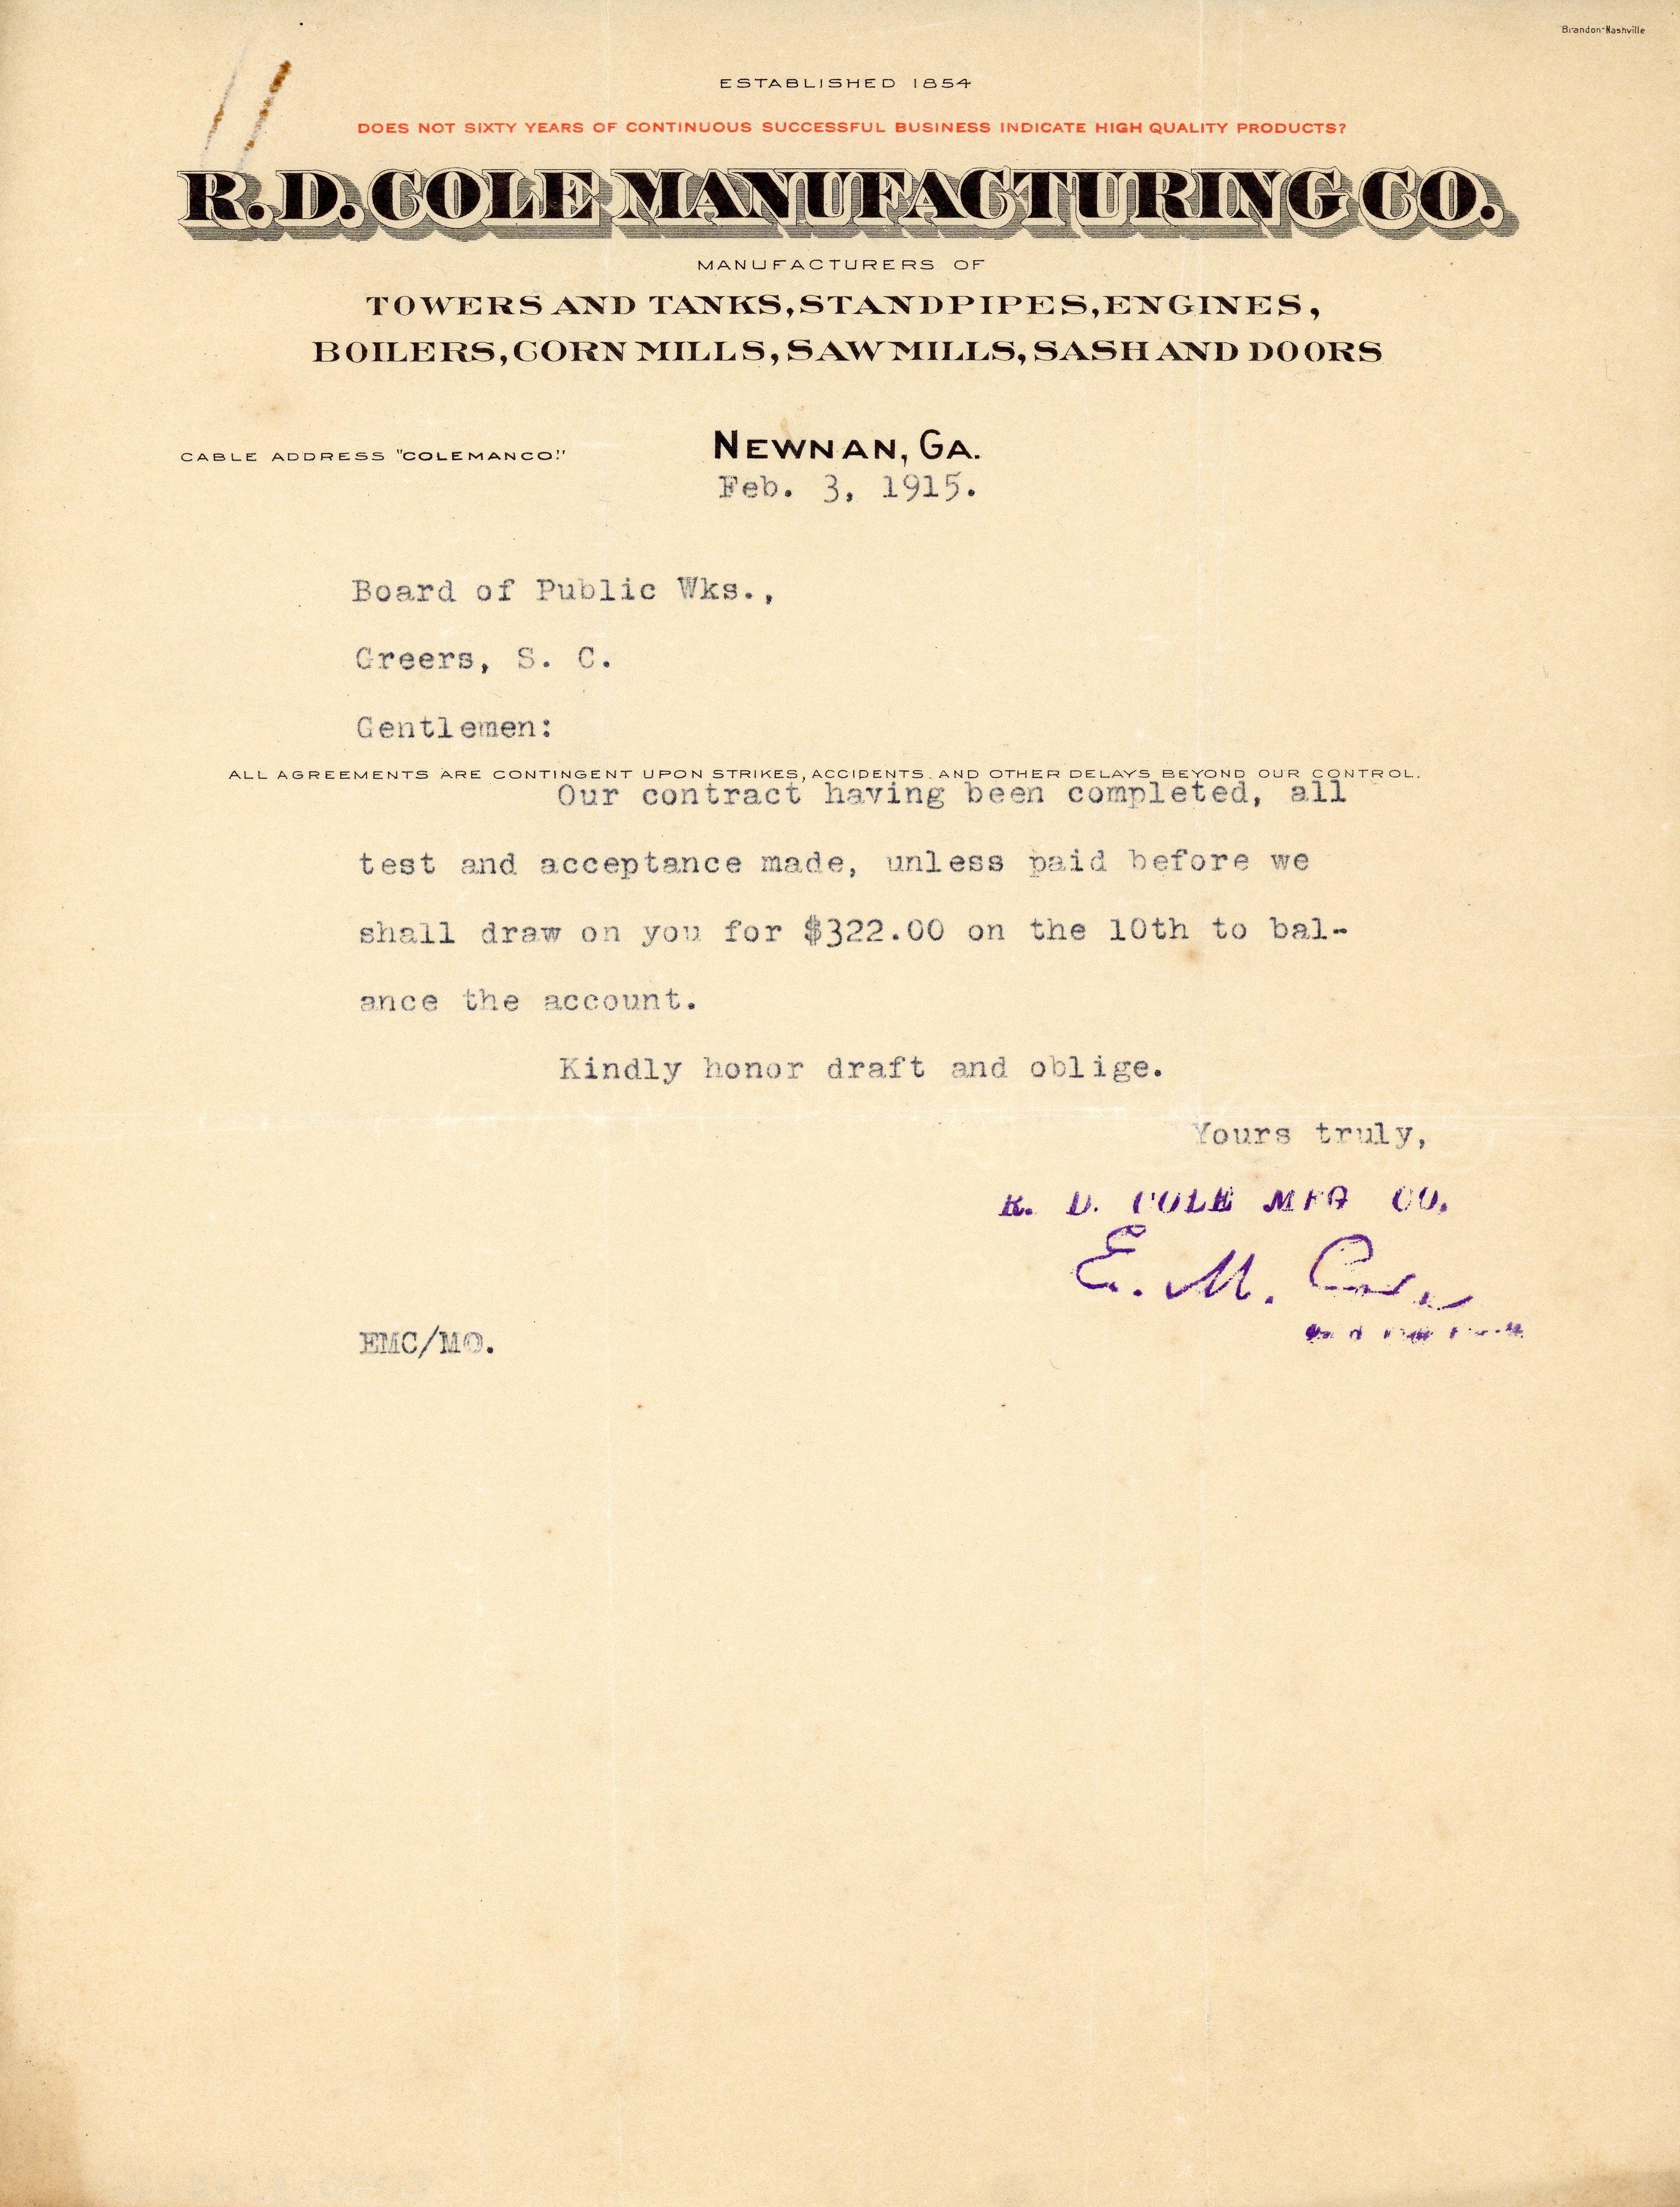 Brandon-Nashville
ESTABLISHED 1854
DOES NOT SIXTY YEARS OF CONTINUOUS SUCCESSFUL BUSINESS INDICATE HIGH QUALITY PRODUCTS?
R. D. COLE MANUFACTURING CO.
MANUFACTURERS OF
TOWERS AND TANKS, STANDPIPES, ENGINES,
BOILERS, CORN MILLS, SAW MILLS, SASH AND DOORS
CABLE ADDRESS "COLEMANCO."
NEWNAN, GA.
Feb. 3, 1915.
Board of Public Wks.,
Greers, S. C.
Gentlemen:
ALL AGREEMENTS ARE CONTINGENT UPON STRIKES, ACCIDENTS AND OTHER DELAYS BEYOND OUR CONTROL.
Our contract having been completed, all
test and acceptance made, unless paid before we
shall draw on you for $322.00 on the 10th to bal-
ance the account.
Kindly honor draft and oblige.
Yours truly,
R. D. COLE MFG CO.
E. M.
EMC/MO.